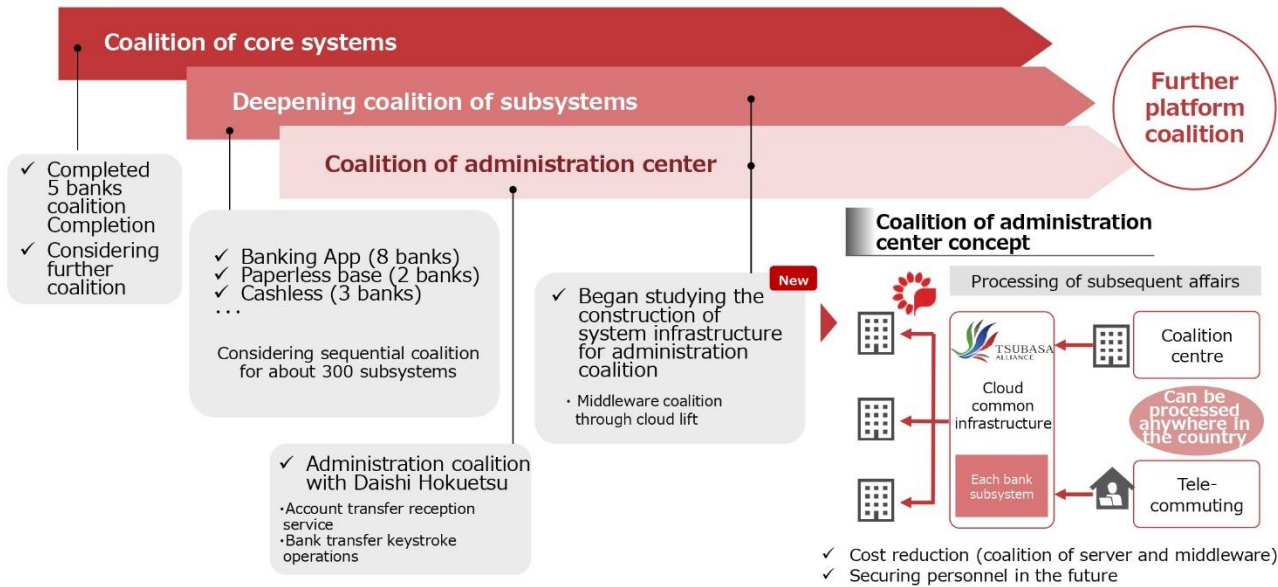 Coalition of core systems
Deepening coalition of subsystems
Coalition of administration center
Further
platform
coalition
✓ Completed
5 banks
coalition
Completion
✓ Considering
further
coalition
✓ Banking App (8 banks)
✓ Paperless base (2 banks)
✓ Cashless (3 banks)
···
Considering sequential coalition
for about 300 subsystems
✓ Administration coalition
with Daishi Hokuetsu
・Account transfer reception
service
・Bank transfer keystroke
operations
New
✓ Began studying the
construction of
system infrastructure
for administration
coalition
・Middleware coalition
through cloud lift
Coalition of administration
center concept
Processing of subsequent affairs
TSUBASA
ALLIANCE
Cloud
common
infrastructure
Each bank
subsystem
Coalition
centre
Can be
processed
anywhere in
the country
Tele-
commuting
✓ Cost reduction (coalition of server and middleware)
✓ Securing personnel in the future